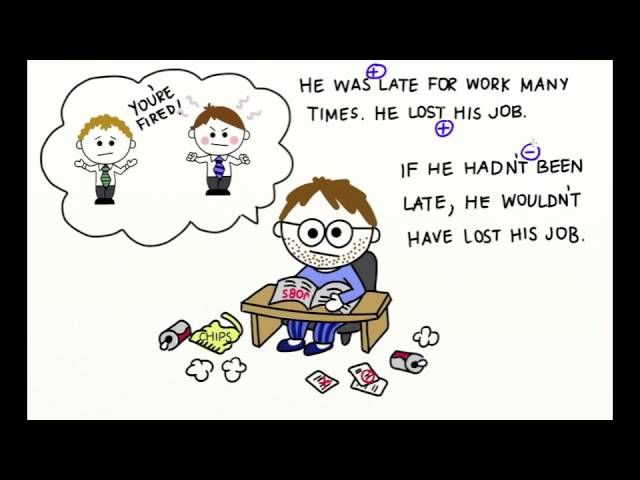 YOU'RE
FIRED!
HE WAS LATE FOR WORK MANY
TIMES. HE LOST HIS JOB.
IF HE HADN'T BEEN
LATE, HE WOULDN'T
HAVE LOST HIS JOB.
JOBS
CHIPS